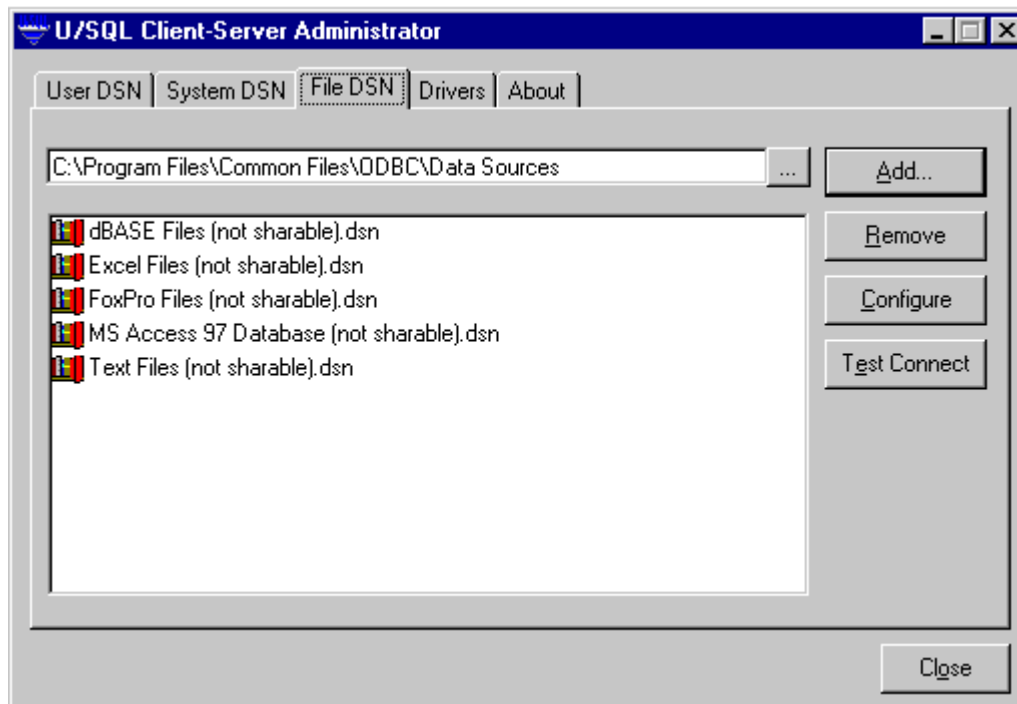 U/SQL Client-Server Administrator
User DSN System DSN File DSN Drivers About
C:\Program Files\Common Files\ODBC\Data Sources ... Add...
dBASE Files (not sharable).dsn
Remove
Excel Files (not sharable).dsn
FoxPro Files (not sharable).dsn
Configure
MS Access 97 Database (not sharable).dsn
Text Files (not sharable).dsn
Test Connect
Close